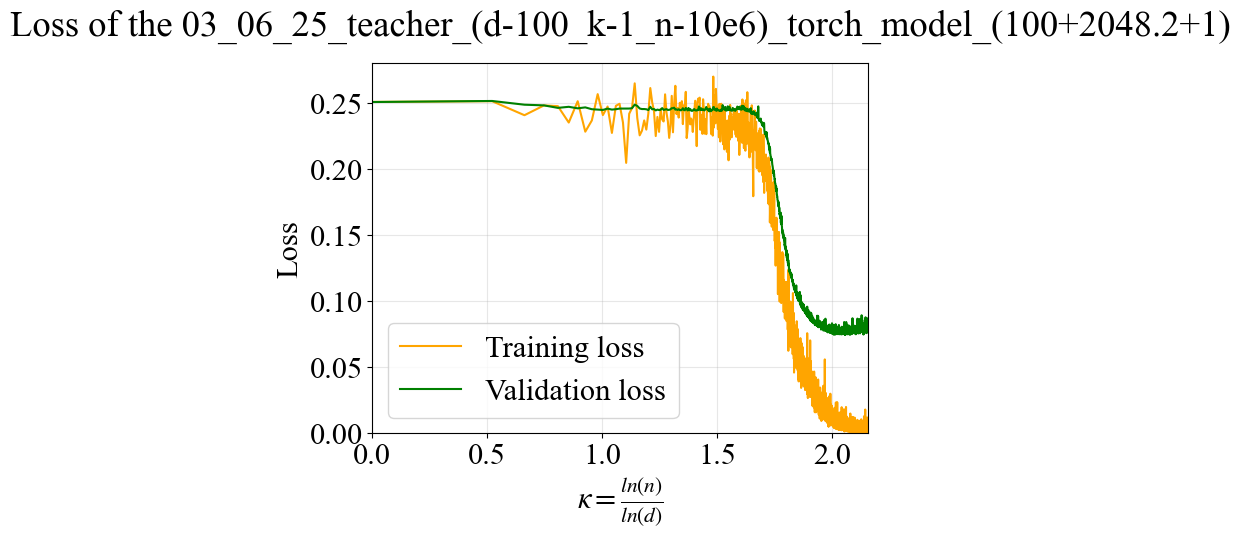 Loss of the 03_06_25_teacher_(d-100_k-1_n-10e6)_torch_model_(100+2048.2+1)
0.25
0.20
0.15
0.10
0.05
0.00
Loss
Training loss
Validation loss
0.0 0.5 1.0 1.5 2.0
κ = ln(n)/ln(d)